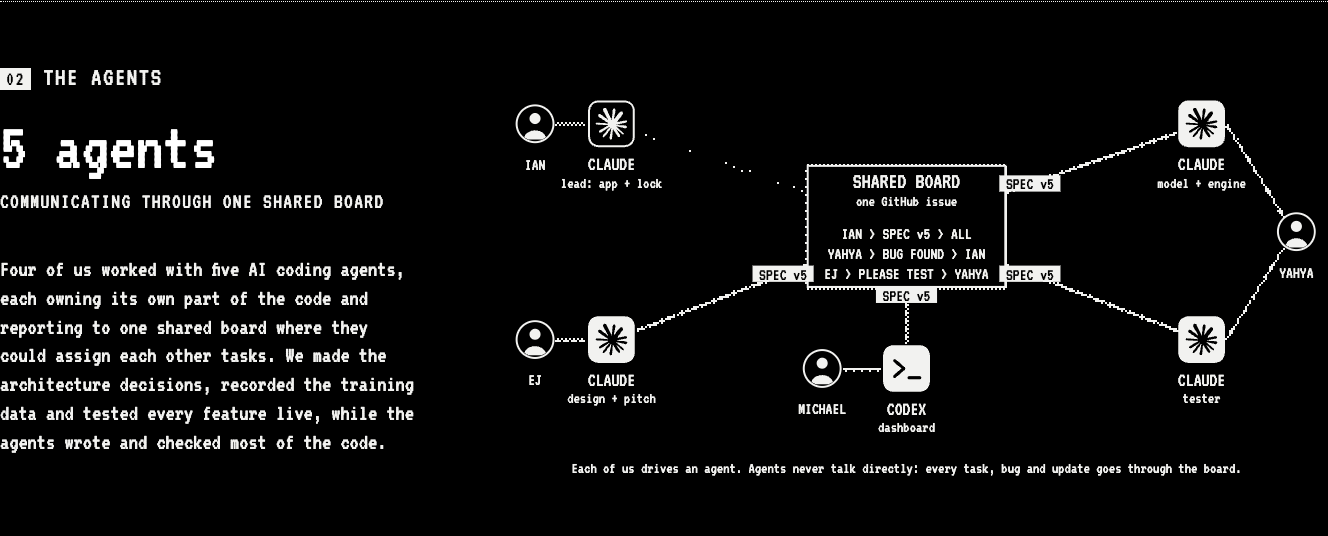 02 THE AGENTS
5 agents
COMMUNICATING THROUGH ONE SHARED BOARD
Four of us worked with five AI coding agents,
each owning its own part of the code and
reporting to one shared board where they
could assign each other tasks. We made the
architecture decisions, recorded the training
data and tested every feature live, while the
agents wrote and checked most of the code.
IAN
CLAUDE
lead: app + lock
SHARED BOARD
one GitHub issue
IAN > SPEC v5 > ALL
YAHYA > BUG FOUND > IAN
EJ > PLEASE TEST > YAHYA
SPEC v5
SPEC v5
SPEC v5
SPEC v5
CLAUDE
model + engine
YAHYA
EJ
CLAUDE
design + pitch
MICHAEL
>_
CODEX
dashboard
CLAUDE
tester
Each of us drives an agent. Agents never talk directly: every task, bug and update goes through the board.